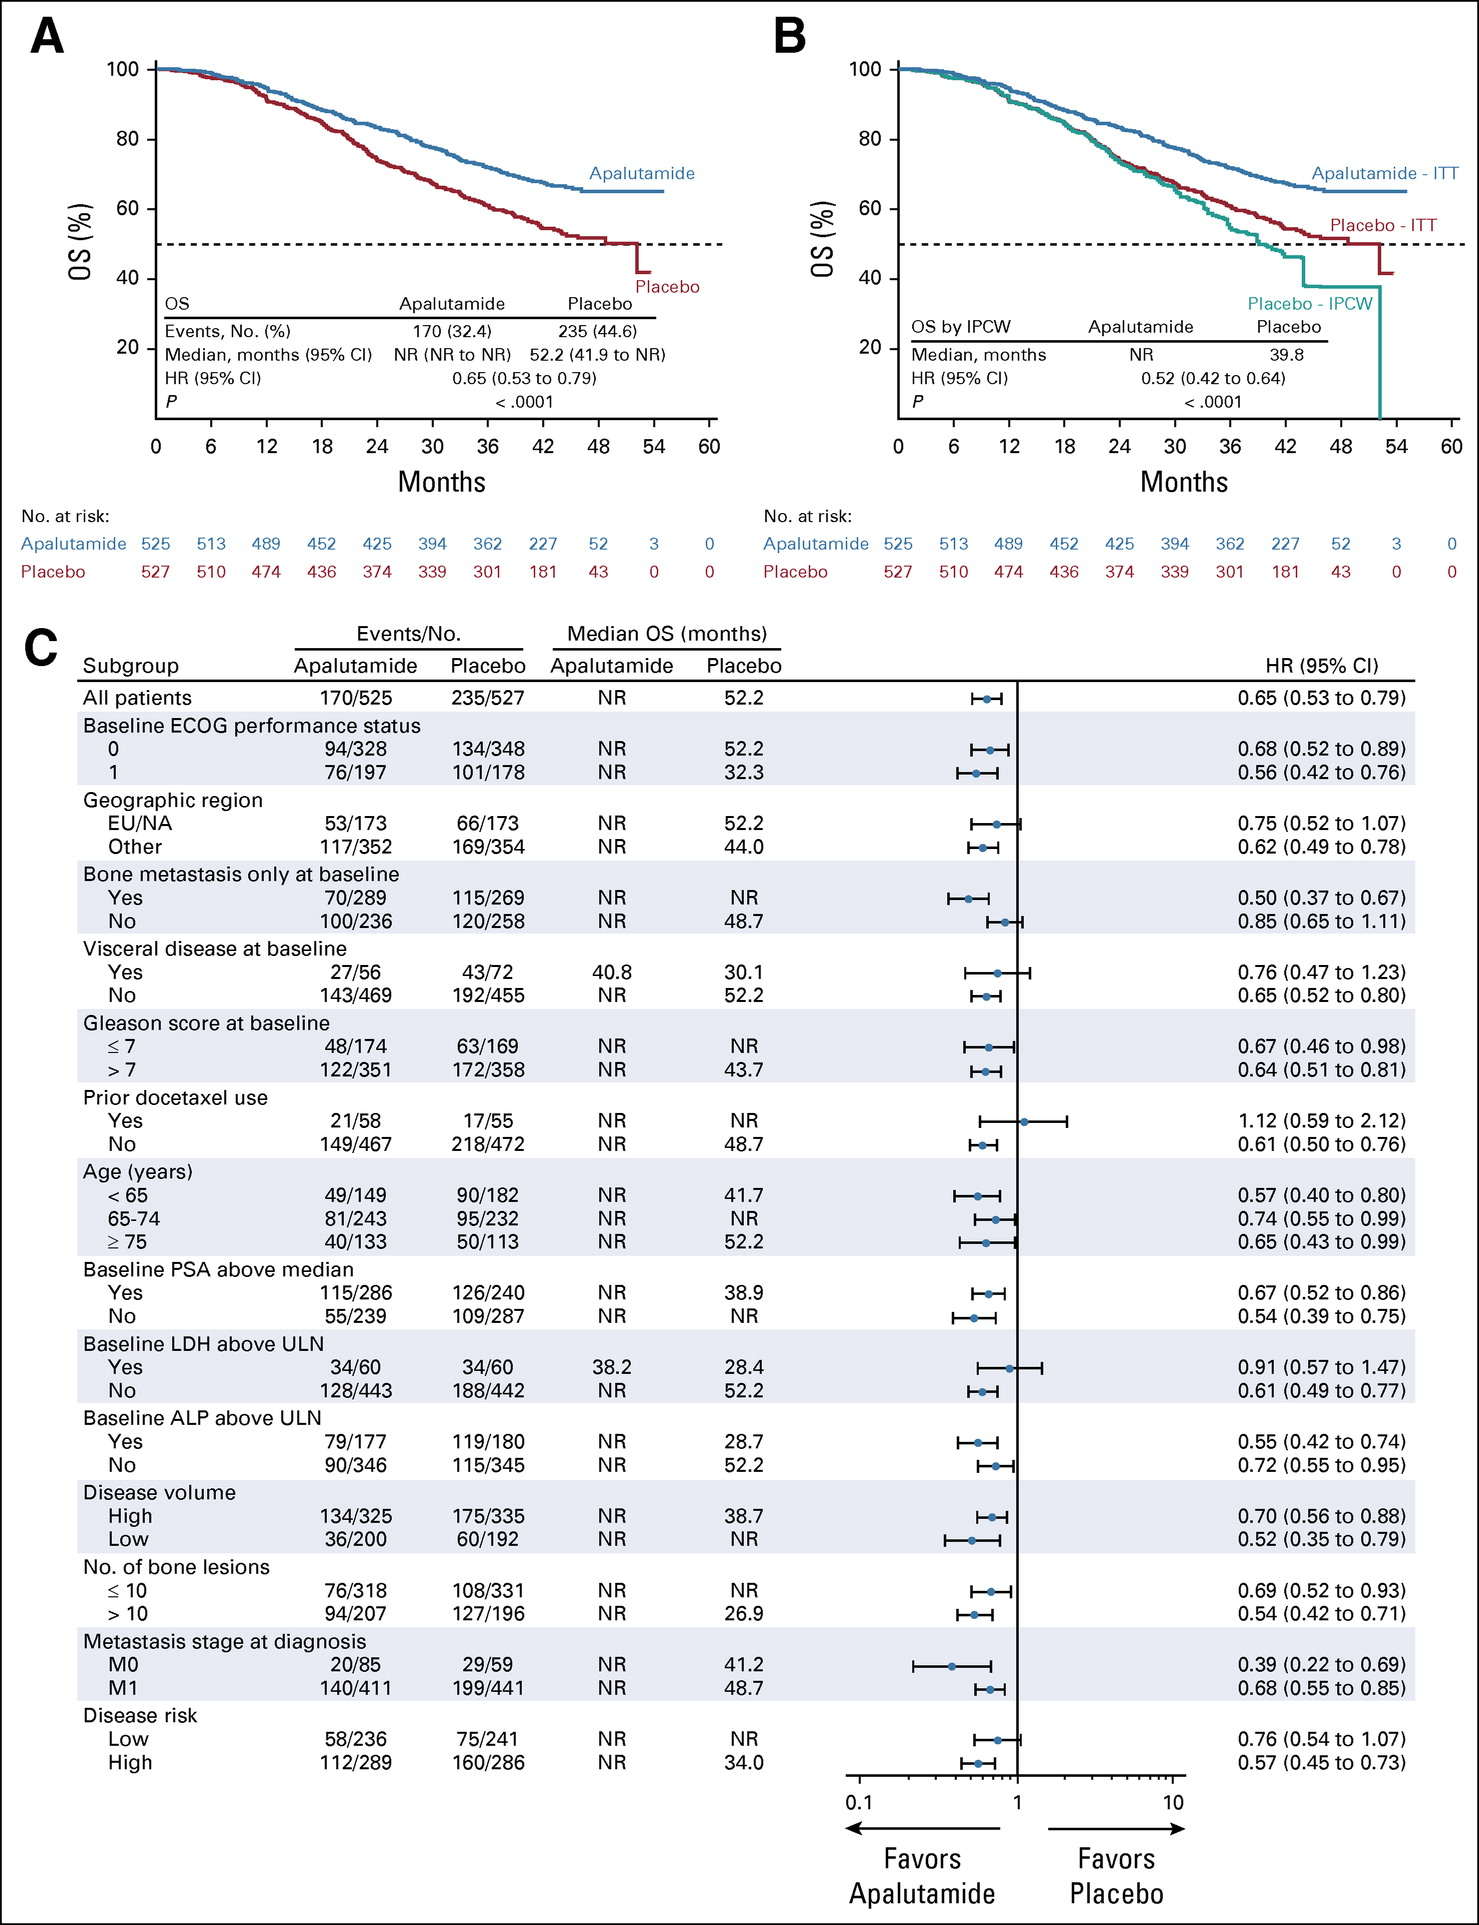 A
100
80
60
40
20
OS (%)
Apalutamide
Placebo
OS Apalutamide Placebo
Events, No. (%) 170 (32.4) 235 (44.6)
Median, months (95% CI) NR (NR to NR) 52.2 (41.9 to NR)
HR (95% CI) 0.65 (0.53 to 0.79)
P < .0001
0 6 12 18 24 30 36 42 48 54 60
Months
No. at risk:
Apalutamide 525 513 489 452 425 394 362 227 52 3 0
Placebo 527 510 474 436 374 339 301 181 43 0 0
B
100
80
60
40
20
OS (%)
Apalutamide - ITT
Placebo - ITT
Placebo - IPCW
OS by IPCW Apalutamide Placebo
Median, months NR 39.8
HR (95% CI) 0.52 (0.42 to 0.64)
P < .0001
0 6 12 18 24 30 36 42 48 54 60
Months
No. at risk:
Apalutamide 525 513 489 452 425 394 362 227 52 3 0
Placebo 527 510 474 436 374 339 301 181 43 0 0
C
Events/No. Median OS (months)
Subgroup Apalutamide Placebo Apalutamide Placebo HR (95% CI)
All patients 170/525 235/527 NR 52.2 0.65 (0.53 to 0.79)
Baseline ECOG performance status
0 94/328 134/348 NR 52.2 0.68 (0.52 to 0.89)
1 76/197 101/178 NR 32.3 0.56 (0.42 to 0.76)
Geographic region
EU/NA 53/173 66/173 NR 52.2 0.75 (0.52 to 1.07)
Other 117/352 169/354 NR 44.0 0.62 (0.49 to 0.78)
Bone metastasis only at baseline
Yes 70/289 115/269 NR NR 0.50 (0.37 to 0.67)
No 100/236 120/258 NR 48.7 0.85 (0.65 to 1.11)
Visceral disease at baseline
Yes 27/56 43/72 40.8 30.1 0.76 (0.47 to 1.23)
No 143/469 192/455 NR 52.2 0.65 (0.52 to 0.80)
Gleason score at baseline
≤ 7 48/174 63/169 NR NR 0.67 (0.46 to 0.98)
> 7 122/351 172/358 NR 43.7 0.64 (0.51 to 0.81)
Prior docetaxel use
Yes 21/58 17/55 NR NR 1.12 (0.59 to 2.12)
No 149/467 218/472 NR 48.7 0.61 (0.50 to 0.76)
Age (years)
< 65 49/149 90/182 NR 41.7 0.57 (0.40 to 0.80)
65-74 81/243 95/232 NR NR 0.74 (0.55 to 0.99)
≥ 75 40/133 50/113 NR 52.2 0.65 (0.43 to 0.99)
Baseline PSA above median
Yes 115/286 126/240 NR 38.9 0.67 (0.52 to 0.86)
No 55/239 109/287 NR NR 0.54 (0.39 to 0.75)
Baseline LDH above ULN
Yes 34/60 34/60 38.2 28.4 0.91 (0.57 to 1.47)
No 128/443 188/442 NR 52.2 0.61 (0.49 to 0.77)
Baseline ALP above ULN
Yes 79/177 119/180 NR 28.7 0.55 (0.42 to 0.74)
No 90/346 115/345 NR 52.2 0.72 (0.55 to 0.95)
Disease volume
High 134/325 175/335 NR 38.7 0.70 (0.56 to 0.88)
Low 36/200 60/192 NR NR 0.52 (0.35 to 0.79)
No. of bone lesions
≤ 10 76/318 108/331 NR NR 0.69 (0.52 to 0.93)
> 10 94/207 127/196 NR 26.9 0.54 (0.42 to 0.71)
Metastasis stage at diagnosis
M0 20/85 29/59 NR 41.2 0.39 (0.22 to 0.69)
M1 140/411 199/441 NR 48.7 0.68 (0.55 to 0.85)
Disease risk
Low 58/236 75/241 NR NR 0.76 (0.54 to 1.07)
High 112/289 160/286 NR 34.0 0.57 (0.45 to 0.73)
0.1 1 10
Favors Apalutamide
Favors Placebo